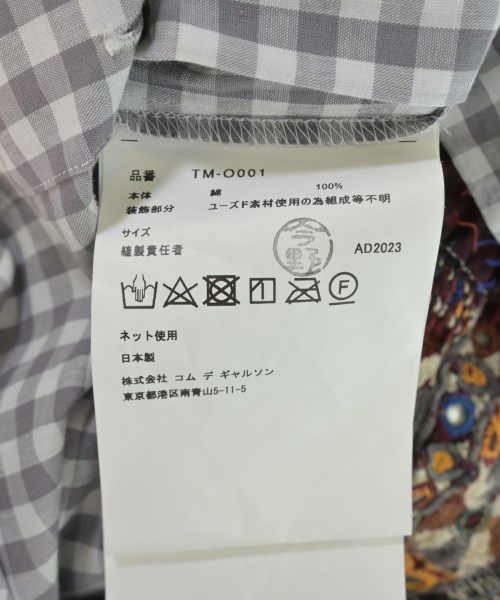 品番 TM-O001
本体 綿 100%
装飾部分 ユーズド素材使用の為組成等不明
サイズ
縫製責任者 今野 AD2023
F
ネット使用
日本製
株式会社 コム デ ギャルソン
東京都港区南青山5-11-5